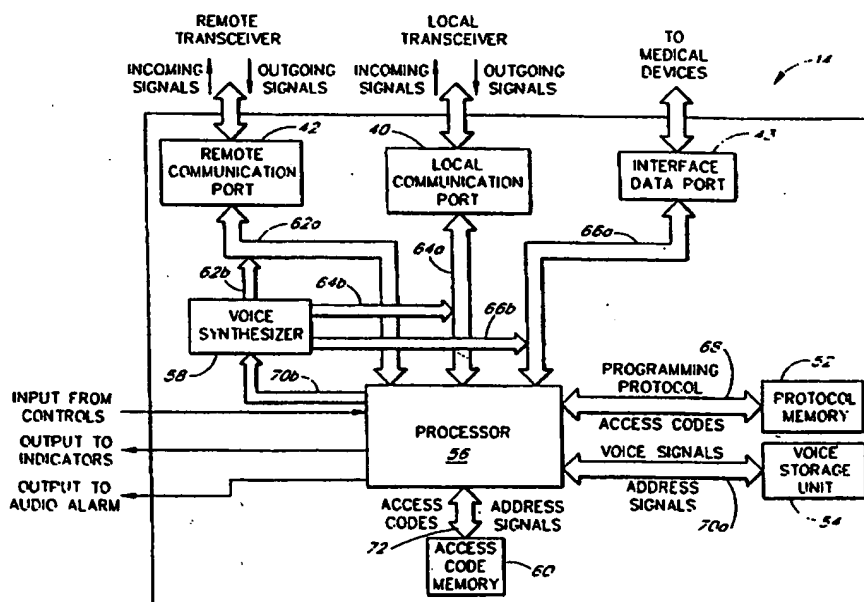 REMOTE
TRANSCEIVER
LOCAL
TRANSCEIVER
TO
MEDICAL
DEVICES
14
INCOMING
SIGNALS
OUTGOING
SIGNALS
INCOMING
SIGNALS
OUTGOING
SIGNALS
42
40
43
REMOTE
COMMUNICATION
PORT
LOCAL
COMMUNICATION
PORT
INTERFACE
DATA PORT
62a
64a
66a
62b
64b
66b
VOICE
SYNTHESIZER
58
70b
68
52
PROGRAMMING
PROTOCOL
ACCESS CODES
PROTOCOL
MEMORY
INPUT FROM
CONTROLS
PROCESSOR
56
OUTPUT TO
INDICATORS
VOICE SIGNALS
ADDRESS
SIGNALS
70a
VOICE
STORAGE
UNIT
54
OUTPUT TO
AUDIO ALARM
ACCESS
CODES
ADDRESS
SIGNALS
72
ACCESS
CODE
MEMORY
60